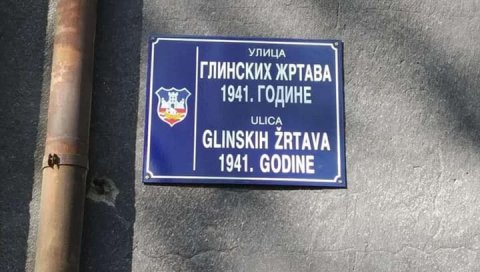 УЛИЦА
ГЛИНСКИХ ЖРТАВА
1941. ГОДИНЕ
ULICA
GLINSKIH ŽRTAVA
1941. GODINE